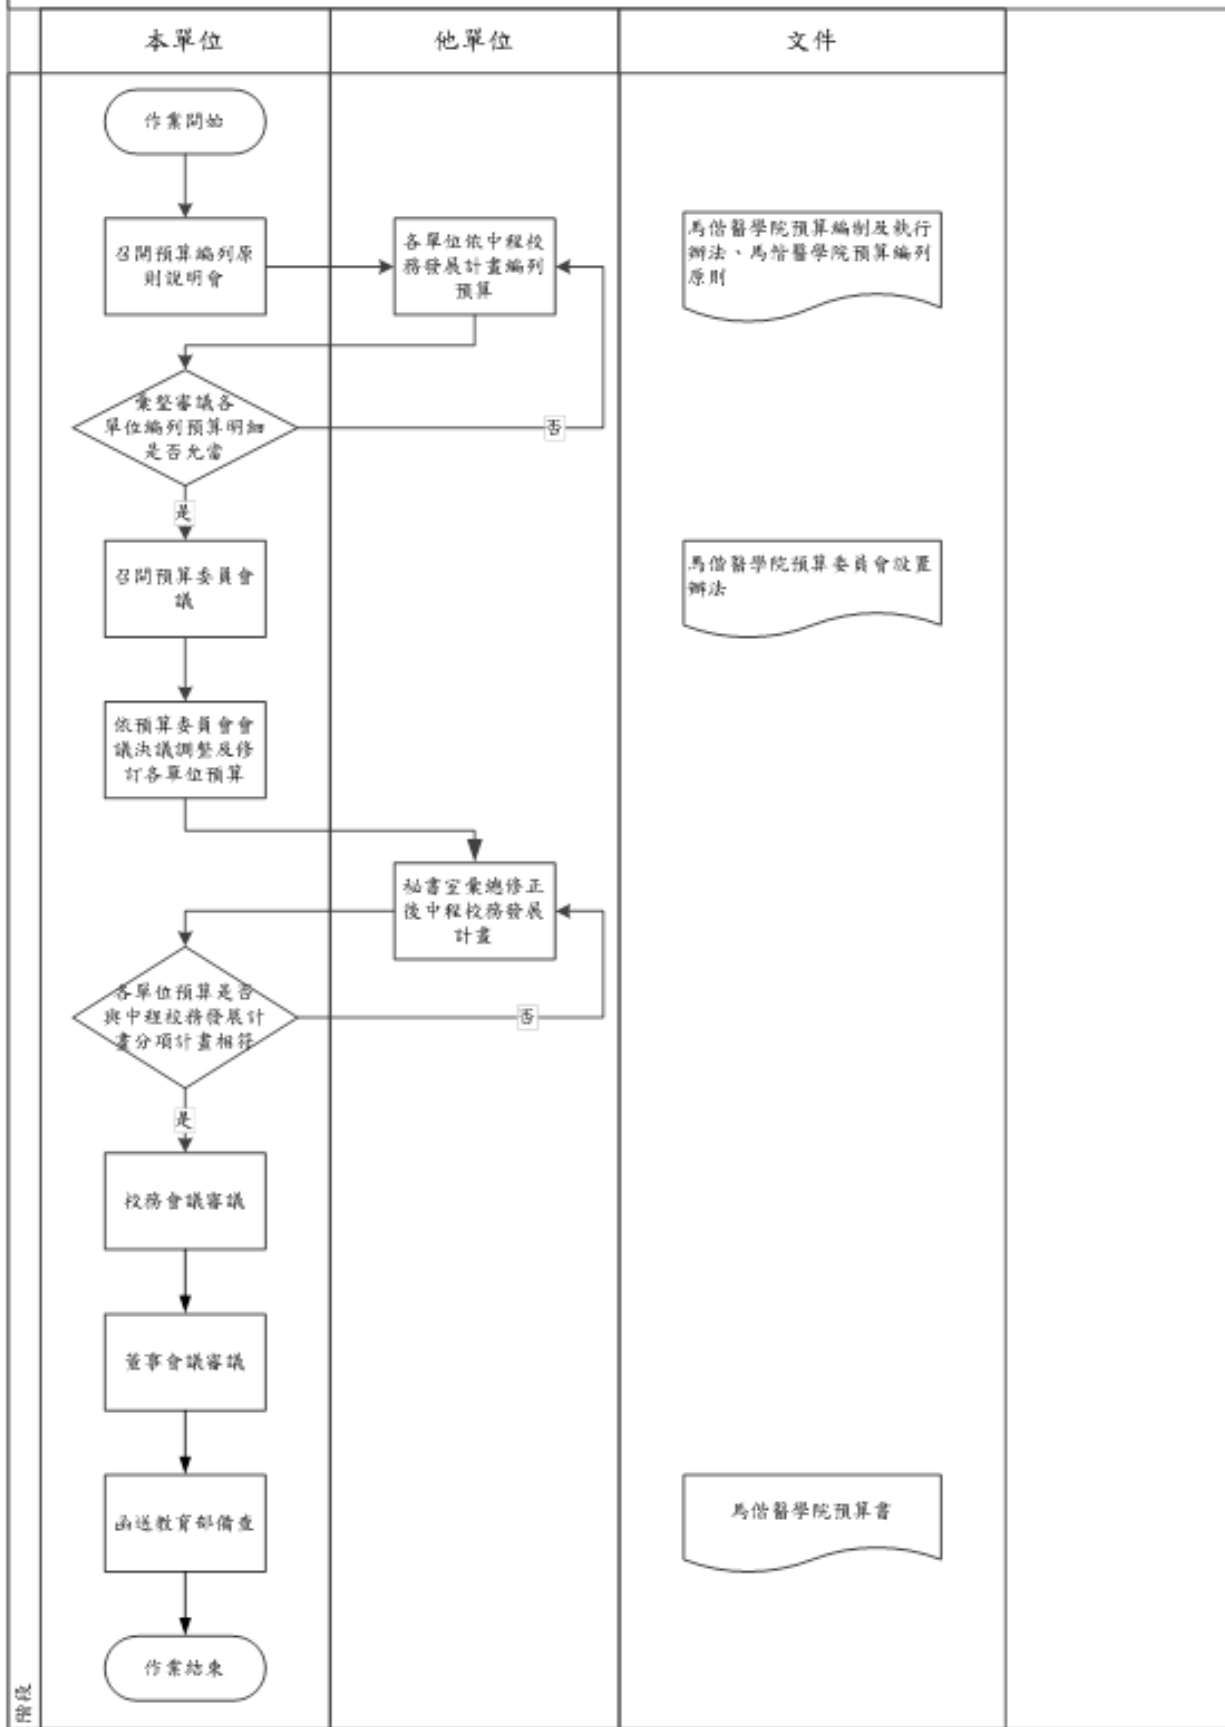 本單位
他單位
文件
作業開始
召開預算編列原
則說明會
各單位依中程校
務發展計畫編列
預算
馬偕醫學院預算編制及執行
辦法、馬偕醫學院預算編列
原則
彙整審議各
單位編列預算明細
是否允當
否
是
召開預算委員會
議
馬偕醫學院預算委員會設置
辦法
依預算委員會會
議決議調整及修
訂各單位預算
秘書室彙總修正
後中程校務發展
計畫
各單位預算是否
與中程校務發展計
畫分項計畫相符
否
是
校務會議審議
董事會議審議
函送教育部備查
馬偕醫學院預算書
作業結束
階段